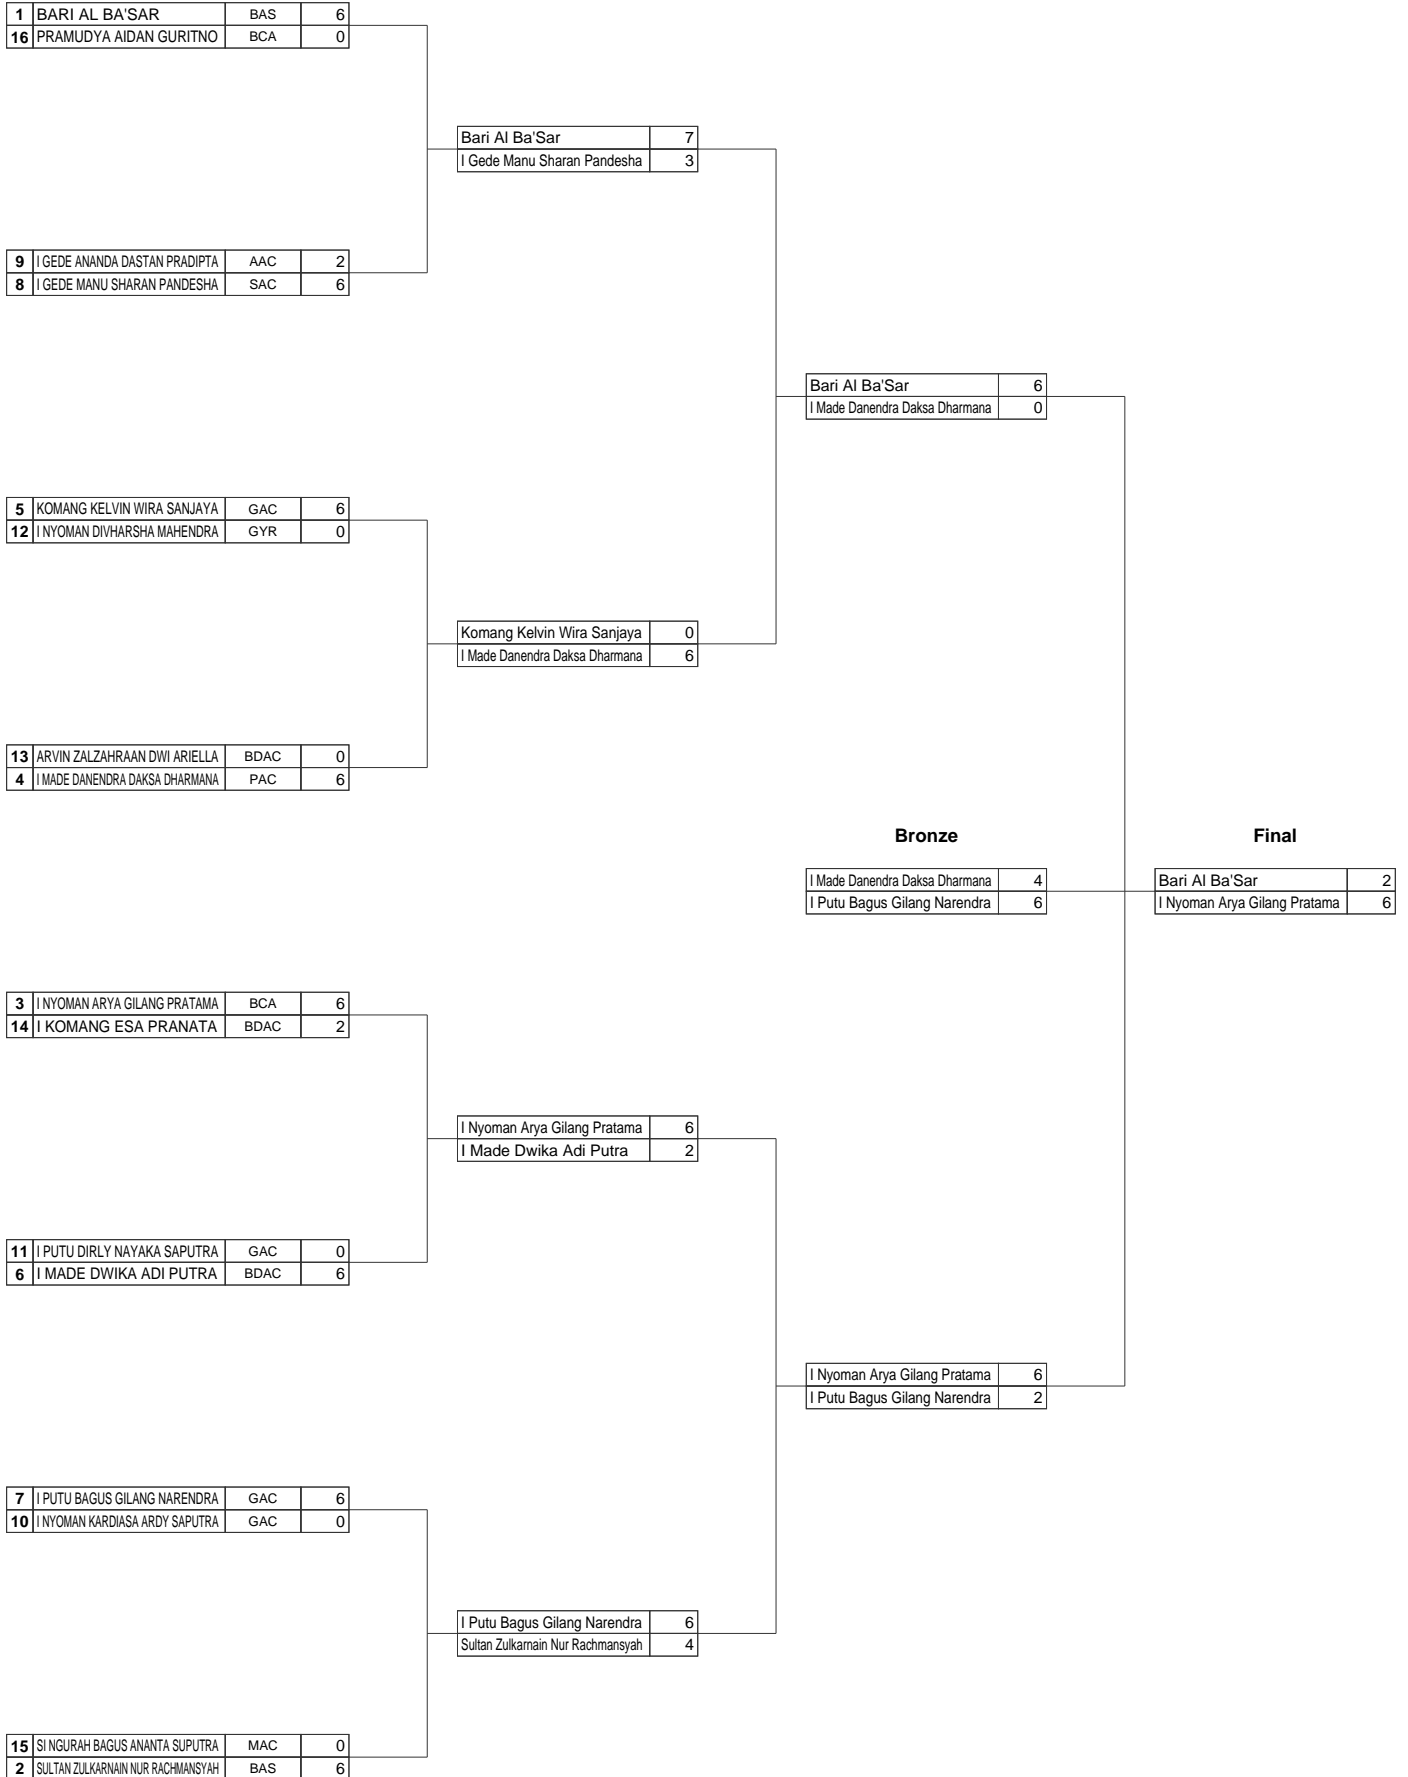 1 BARI AL BA'SAR BAS 6
16 PRAMUDYA AIDAN GURITNO BCA 0
Bari Al Ba'Sar 7
I Gede Manu Sharan Pandesha 3
9 I GEDE ANANDA DASTAN PRADIPTA AAC 2
8 I GEDE MANU SHARAN PANDESHA SAC 6
Bari Al Ba'Sar 6
I Made Danendra Daksa Dharmana 0
5 KOMANG KELVIN WIRA SANJAYA GAC 6
12 I NYOMAN DIVHARSHA MAHENDRA GYR 0
Komang Kelvin Wira Sanjaya 0
I Made Danendra Daksa Dharmana 6
13 ARVIN ZALZAHRAAN DWI ARIELLA BDAC 0
4 I MADE DANENDRA DAKSA DHARMANA PAC 6
Bronze Final
I Made Danendra Daksa Dharmana 4 Bari Al Ba'Sar 2
I Putu Bagus Gilang Narendra 6 I Nyoman Arya Gilang Pratama 6
3 I NYOMAN ARYA GILANG PRATAMA BCA 6
14 I KOMANG ESA PRANATA BDAC 2
I Nyoman Arya Gilang Pratama 6
I Made Dwika Adi Putra 2
11 I PUTU DIRLY NAYAKA SAPUTRA GAC 0
6 I MADE DWIKA ADI PUTRA BDAC 6
I Nyoman Arya Gilang Pratama 6
I Putu Bagus Gilang Narendra 2
7 I PUTU BAGUS GILANG NARENDRA GAC 6
10 I NYOMAN KARDIASA ARDY SAPUTRA GAC 0
I Putu Bagus Gilang Narendra 6
Sultan Zulkarnain Nur Rachmansyah 4
15 SI NGURAH BAGUS ANANTA SUPUTRA MAC 0
2 SULTAN ZULKARNAIN NUR RACHMANSYAH BAS 6